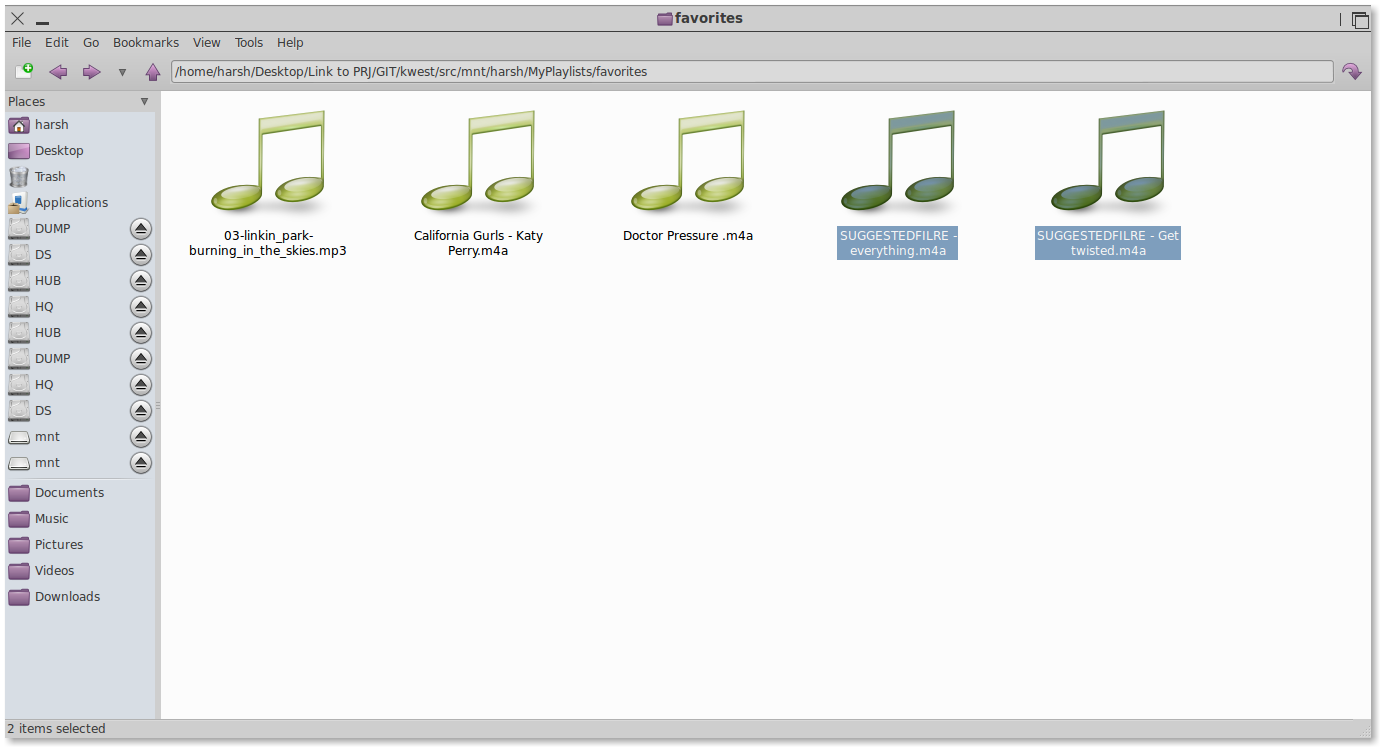 favorites
File Edit Go Bookmarks View Tools Help
/home/harsh/Desktop/Link to PRJ/GIT/kwest/src/mnt/harsh/MyPlaylists/favorites
Places
harsh
Desktop
Trash
Applications
DUMP
DS
HUB
HQ
HUB
DUMP
HQ
DS
mnt
mnt
Documents
Music
Pictures
Videos
Downloads
03-linkin_park-
burning_in_the_skies.mp3
California Gurls - Katy
Perry.m4a
Doctor Pressure .m4a
SUGGESTEDFILRE -
everything.m4a
SUGGESTEDFILRE - Get
twisted.m4a
2 items selected